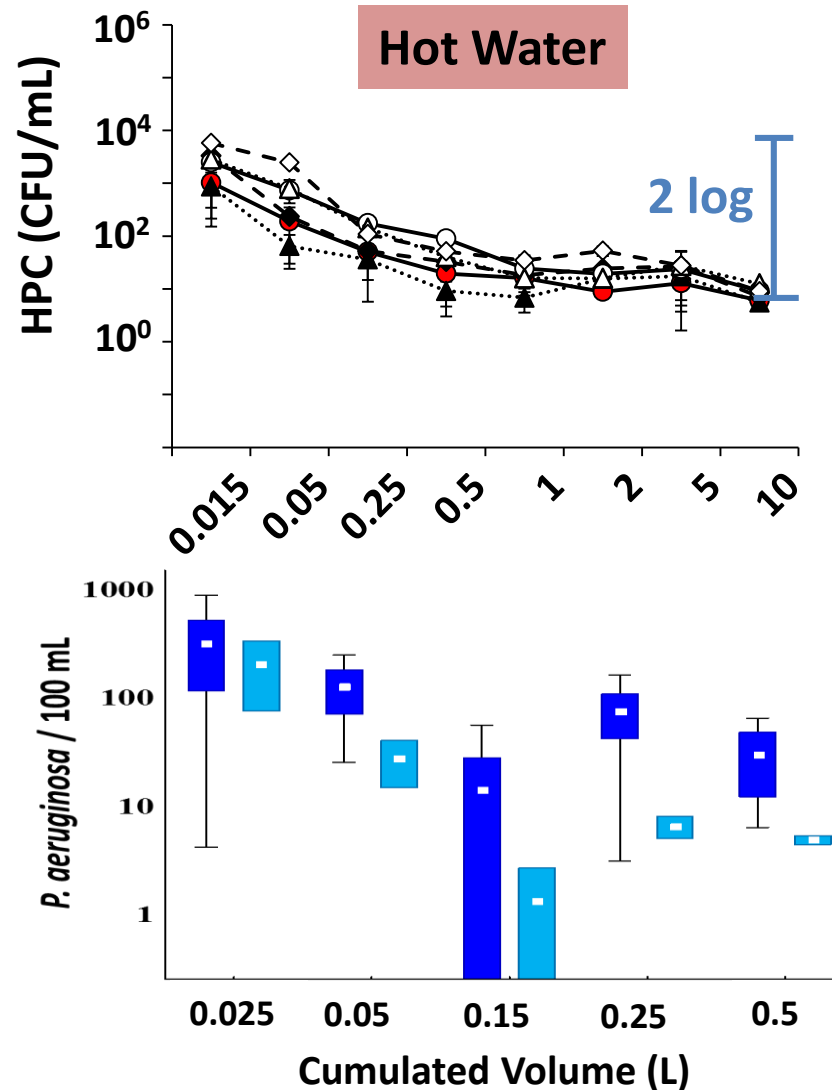 Hot Water
HPC (CFU/mL)
10⁶
10⁴
10²
10⁰
2 log
0.015 0.05 0.25 0.5 1 2 5 10
P. aeruginosa / 100 mL
1000
100
10
1
0.025 0.05 0.15 0.25 0.5
Cumulated Volume (L)